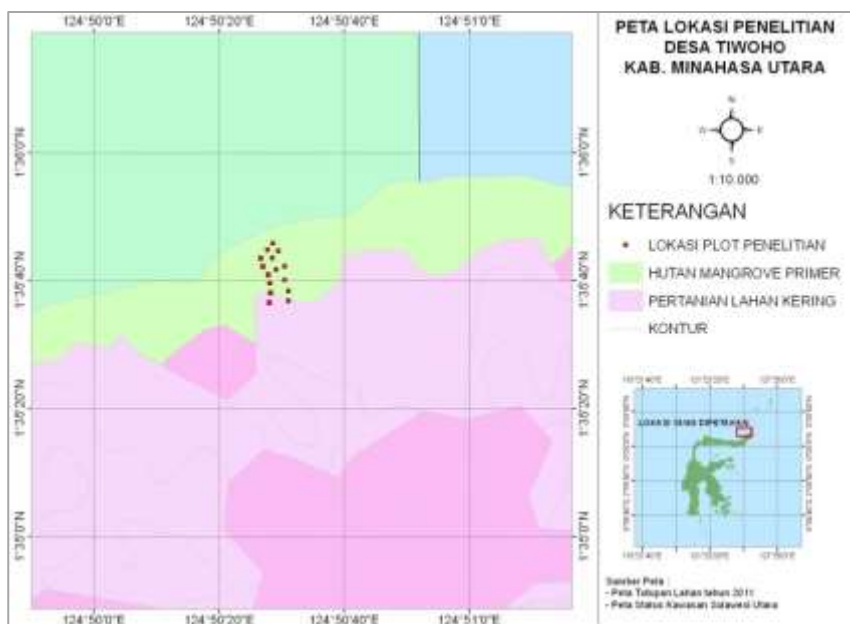 124°50'0"E 124°50'20"E 124°50'40"E 124°51'0"E
PETA LOKASI PENELITIAN
DESA TIWOHO
KAB. MINAHASA UTARA
N
E
S
1:10.000
KETERANGAN
LOKASI PLOT PENELITIAN
HUTAN MANGROVE PRIMER
PERTANIAN LAHAN KERING
KONTUR
1°36'0"N 1°36'0"N
1°35'40"N 1°35'40"N
1°35'20"N 1°35'20"N
1°35'0"N 1°35'0"N
LOKASI YANG DIPETAKAN
Sumber Peta :
- Peta Tutupan Lahan tahun 2011
- Peta Status Kawasan Sulawesi Utara
124°50'0"E 124°50'20"E 124°50'40"E 124°51'0"E